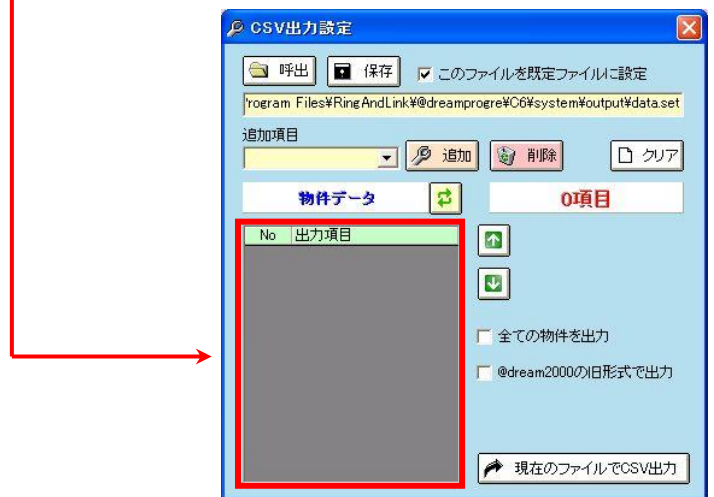 CSV出力設定
呼出 保存 このファイルを既定ファイルに設定
rogram Files¥RingAndLink¥@dreamprogre¥C6¥system¥output¥data.set
追加項目
追加 削除 クリア
物件データ 0項目
No 出力項目
全ての物件を出力
@dream2000の旧形式で出力
現在のファイルでCSV出力